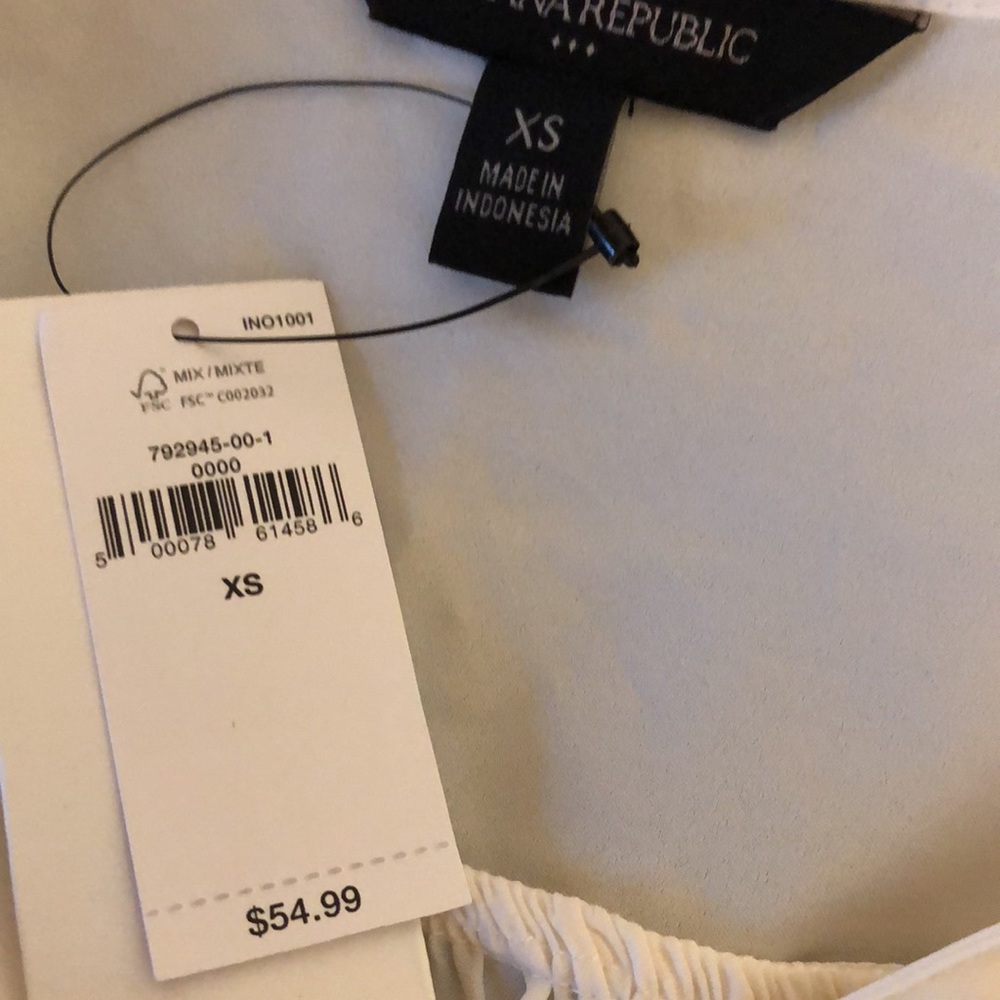 ANA REPUBLIC
XS
MADE IN
INDONESIA
INO1001
MIX / MIXTE
FSC FSC™ C002032
792945-00-1
0000
5 00078 61458 6
XS
$54.99